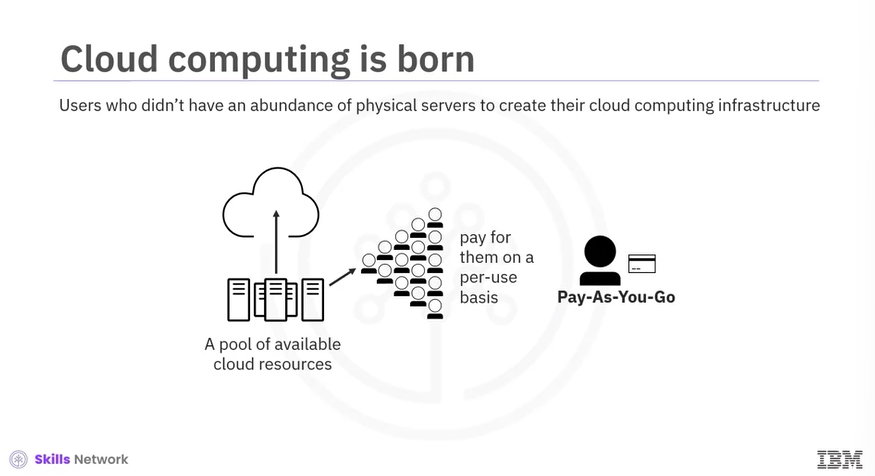 Cloud computing is born
Users who didn’t have an abundance of physical servers to create their cloud computing infrastructure
pay for
them on a
per-use
basis
Pay-As-You-Go
A pool of available
cloud resources
Skills Network
IBM